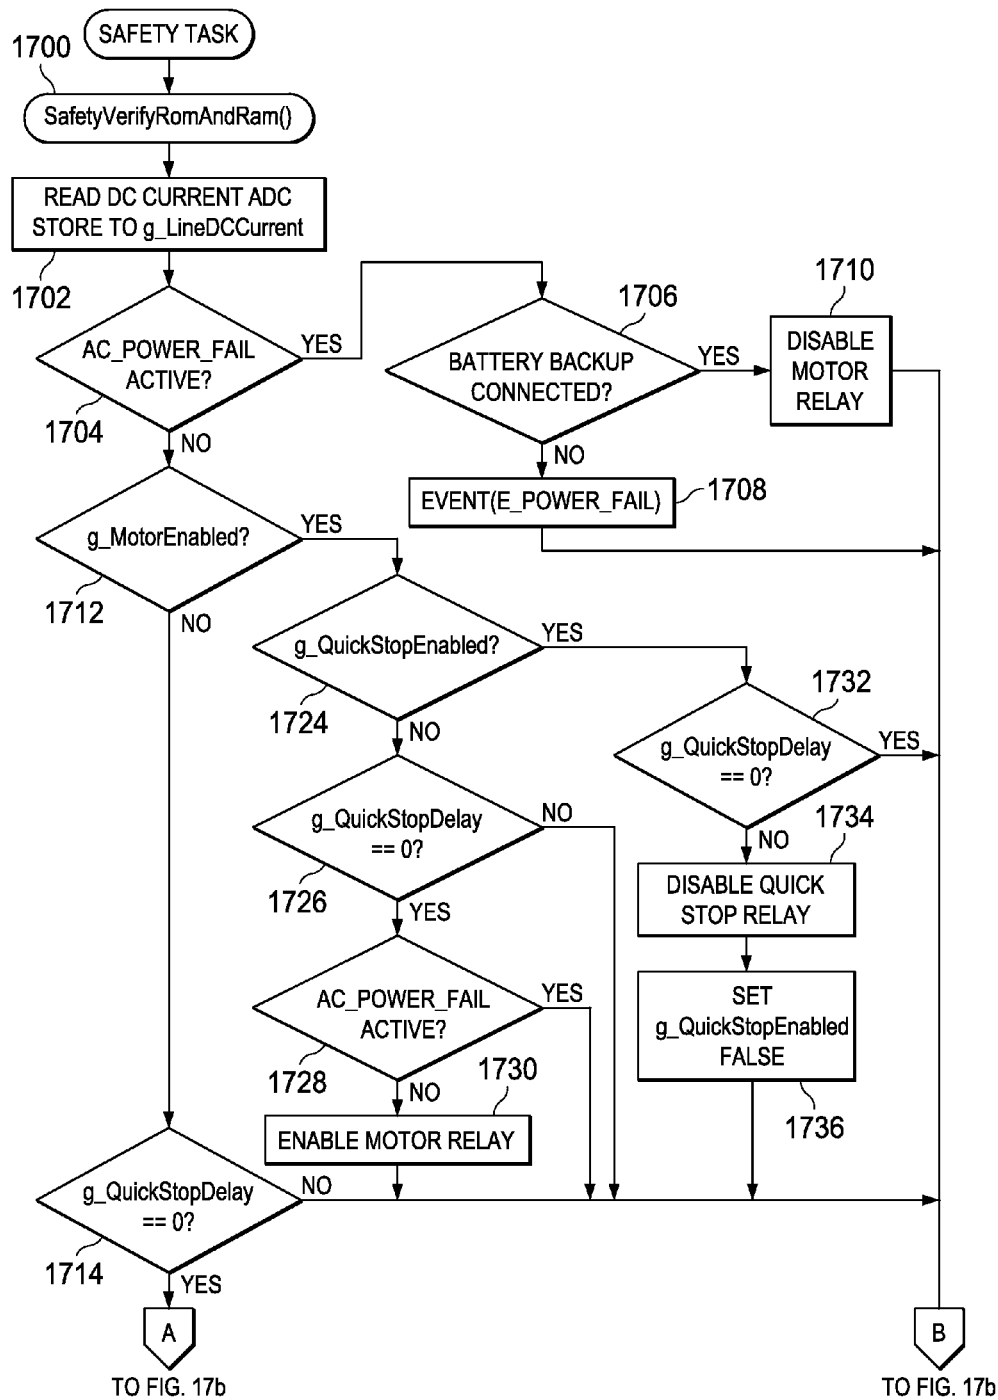 SAFETY TASK
1700
SafetyVerifyRomAndRam()
READ DC CURRENT ADC
STORE TO g_LineDCCurrent
1702
AC_POWER_FAIL
ACTIVE?
YES
1704
NO
1706
BATTERY BACKUP
CONNECTED?
YES
NO
1710
DISABLE
MOTOR
RELAY
EVENT(E_POWER_FAIL)
1708
g_MotorEnabled?
YES
1712
NO
g_QuickStopEnabled?
YES
1724
NO
1732
g_QuickStopDelay
== 0?
YES
NO
g_QuickStopDelay
== 0?
NO
1726
YES
1734
DISABLE QUICK
STOP RELAY
AC_POWER_FAIL
ACTIVE?
YES
1728
NO
SET
g_QuickStopEnabled
FALSE
1736
1730
ENABLE MOTOR RELAY
g_QuickStopDelay
== 0?
NO
1714
YES
A
TO FIG. 17b
B
TO FIG. 17b